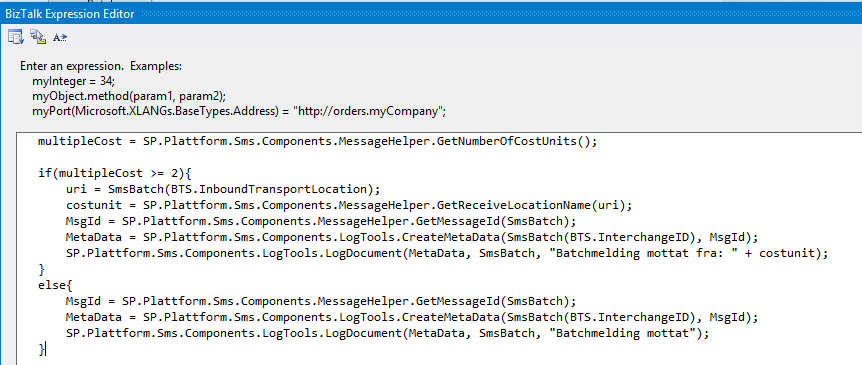 BizTalk Expression Editor
A
Enter an expression. Examples:
myInteger = 34;
myObject.method(param1, param2);
myPort(Microsoft.XLANGs.BaseTypes.Address) = "http://orders.myCompany";
multipleCost = SP.Plattform.Sms.Components.MessageHelper.GetNumberOfCostUnits();
if(multipleCost >= 2){
uri = SmsBatch(BTS.InboundTransportLocation);
costunit = SP.Plattform.Sms.Components.MessageHelper.GetReceiveLocationName(uri);
MsgId = SP.Plattform.Sms.Components.MessageHelper.GetMessageId(SmsBatch);
MetaData = SP.Plattform.Sms.Components.LogTools.CreateMetaData(SmsBatch(BTS.InterchangeID), MsgId);
SP.Plattform.Sms.Components.LogTools.LogDocument(MetaData, SmsBatch, "Batchmelding mottat fra: " + costunit);
}
else{
MsgId = SP.Plattform.Sms.Components.MessageHelper.GetMessageId(SmsBatch);
MetaData = SP.Plattform.Sms.Components.LogTools.CreateMetaData(SmsBatch(BTS.InterchangeID), MsgId);
SP.Plattform.Sms.Components.LogTools.LogDocument(MetaData, SmsBatch, "Batchmelding mottat");
}